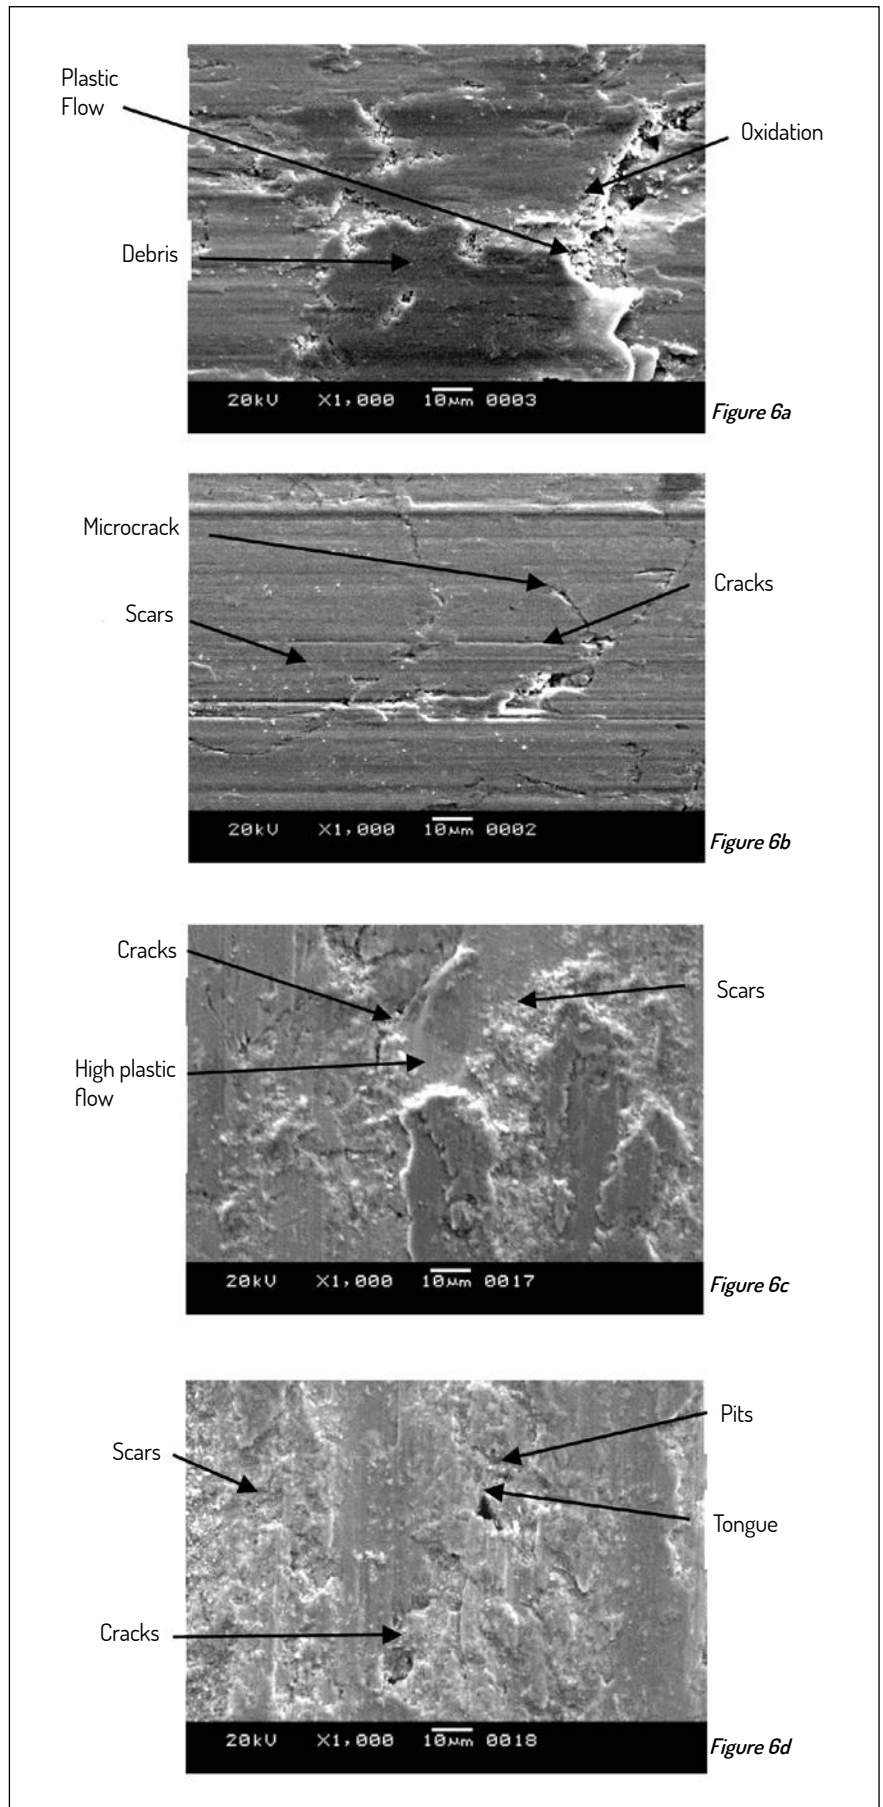 Plastic
Flow
Oxidation
Debris
20kV X1,000 10µm 0003
Figure 6a
Microcrack
Cracks
Scars
20kV X1,000 10µm 0002
Figure 6b
Cracks
Scars
High plastic
flow
20kV X1,000 10µm 0017
Figure 6c
Pits
Scars
Tongue
Cracks
20kV X1,000 10µm 0018
Figure 6d